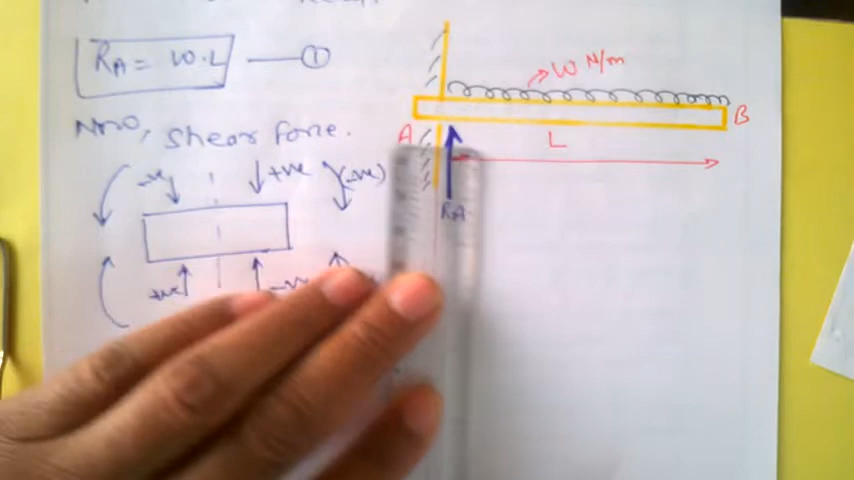 RA = W.L ——①
Now, Shear force.
-ve +ve (-ve)
+ve -ve
W N/m
A B
L
RA